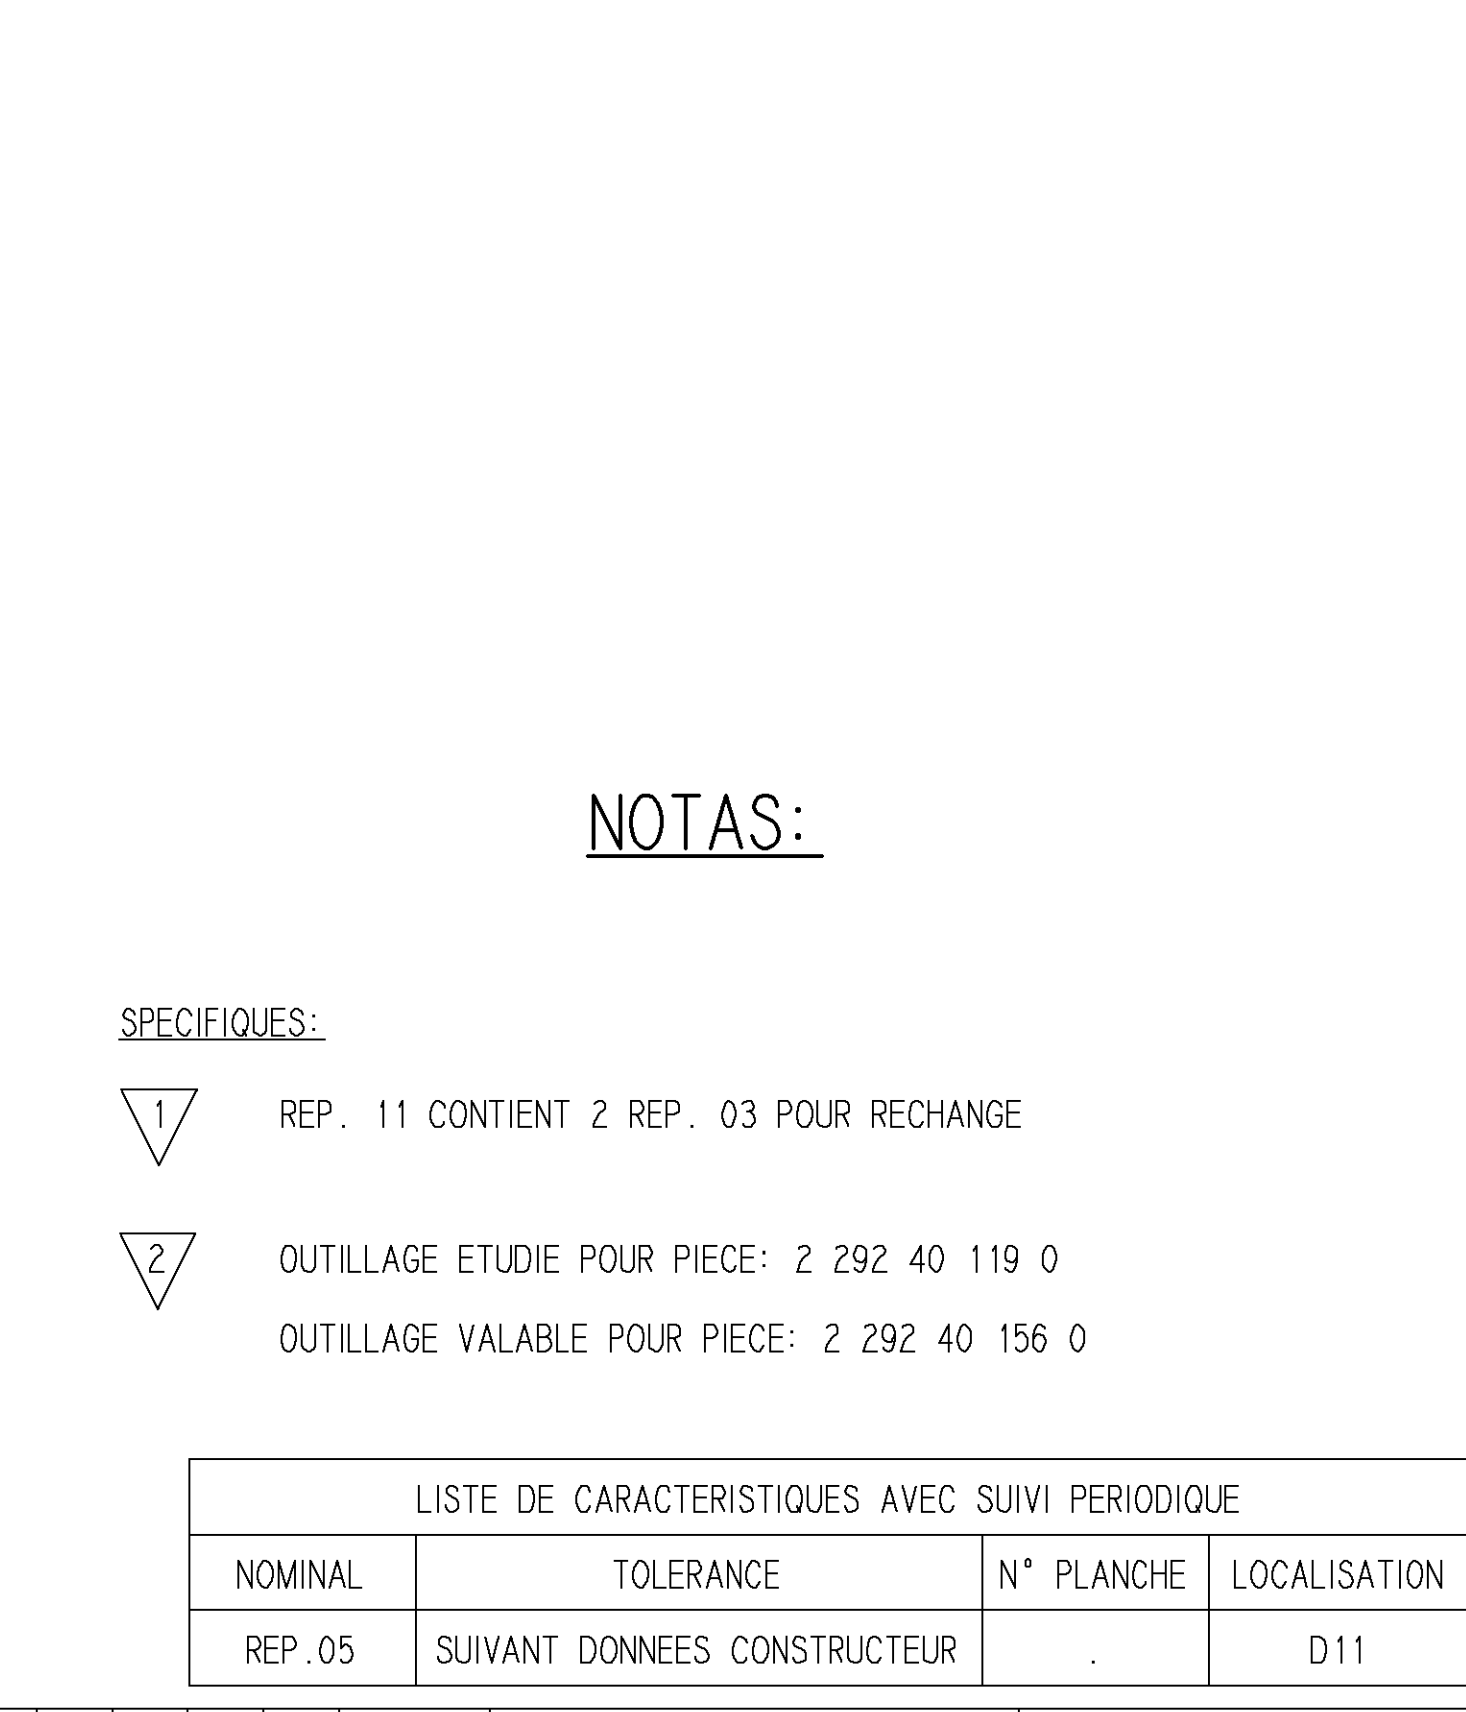 NOTAS:
SPECIFIQUES:
1 REP. 11 CONTIENT 2 REP. 03 POUR RECHANGE
2 OUTILLAGE ETUDIE POUR PIECE: 2 292 40 119 0
OUTILLAGE VALABLE POUR PIECE: 2 292 40 156 0
LISTE DE CARACTERISTIQUES AVEC SUIVI PERIODIQUE
NOMINAL TOLERANCE N° PLANCHE LOCALISATION
REP.05 SUIVANT DONNEES CONSTRUCTEUR . D11